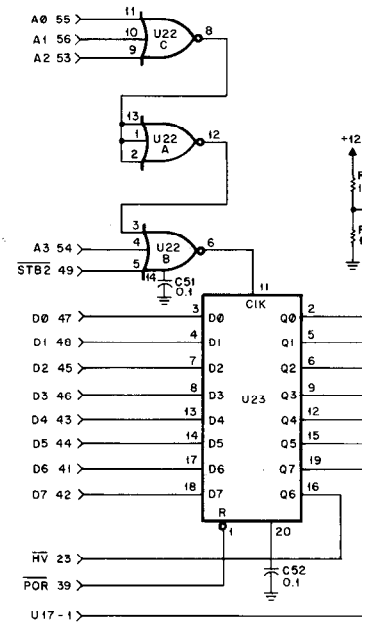 A0 55
11
A1 56
10
A2 53
9
U22
C
8
13
1
2
U22
A
12
+12
R
1
R
1
3
A3 54
4
STB2 49
5
U22
B
6
14
C51
0.1
11
ClK
D0 47
3
D0
Q0
2
D1 48
4
D1
Q1
5
D2 45
7
D2
Q2
6
D3 46
8
D3
Q3
9
U23
D4 43
13
D4
Q4
12
D5 44
14
D5
Q5
15
D6 41
17
D6
Q7
19
D7 42
18
D7
Q6
16
R
1
20
HV 23
C52
0.1
POR 39
U17-1